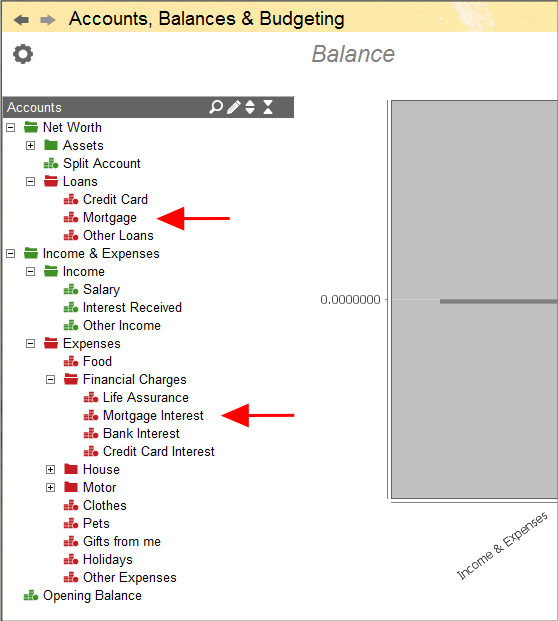 Accounts, Balances & Budgeting
Balance
Accounts
Net Worth
Assets
Split Account
Loans
Credit Card
Mortgage
Other Loans
Income & Expenses
Income
Salary
Interest Received
Other Income
Expenses
Food
Financial Charges
Life Assurance
Mortgage Interest
Bank Interest
Credit Card Interest
House
Motor
Clothes
Pets
Gifts from me
Holidays
Other Expenses
Opening Balance
0.0000000
Income & Expenses